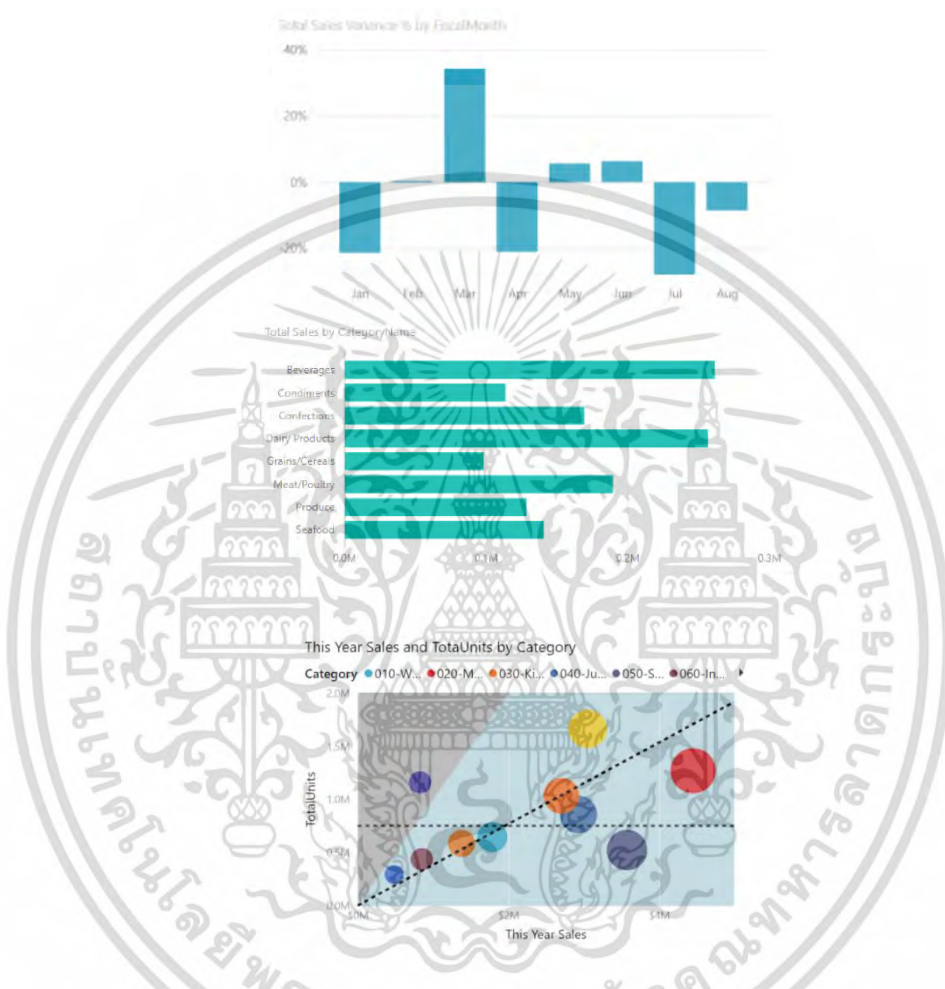 Total Sales Variance % by FiscalMonth
40%
20%
0%
-20%
Jan Feb Mar Apr May Jun Jul Aug
Total Sales by CategoryName
Beverages
Condiments
Confections
Dairy Products
Grains/Cereals
Meat/Poultry
Produce
Seafood
0.0M 0.1M 0.2M 0.3M
This Year Sales and TotaUnits by Category
Category 010-W... 020-M... 030-Ki... 040-Ju... 050-S... 060-In...
2.0M
1.5M
1.0M
0.5M
0.0M
TotalUnits
$0M $2M $4M
This Year Sales